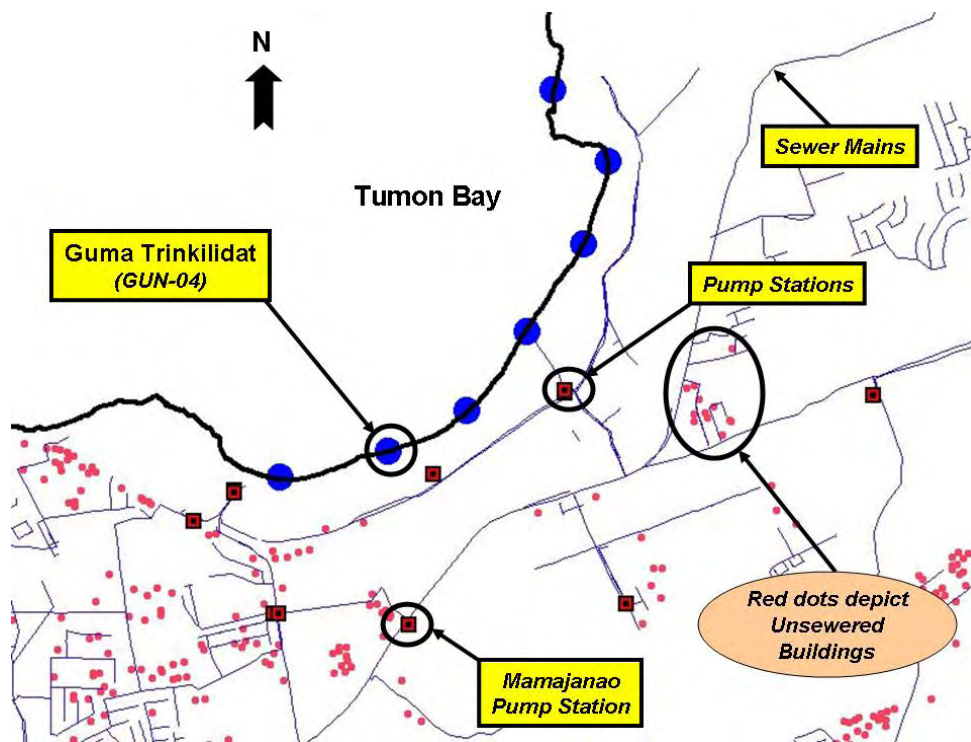 N
Sewer Mains
Tumon Bay
Guma Trinkilidat
(GUN-04)
Pump Stations
Red dots depict
Unsewered
Buildings
Mamajanao
Pump Station